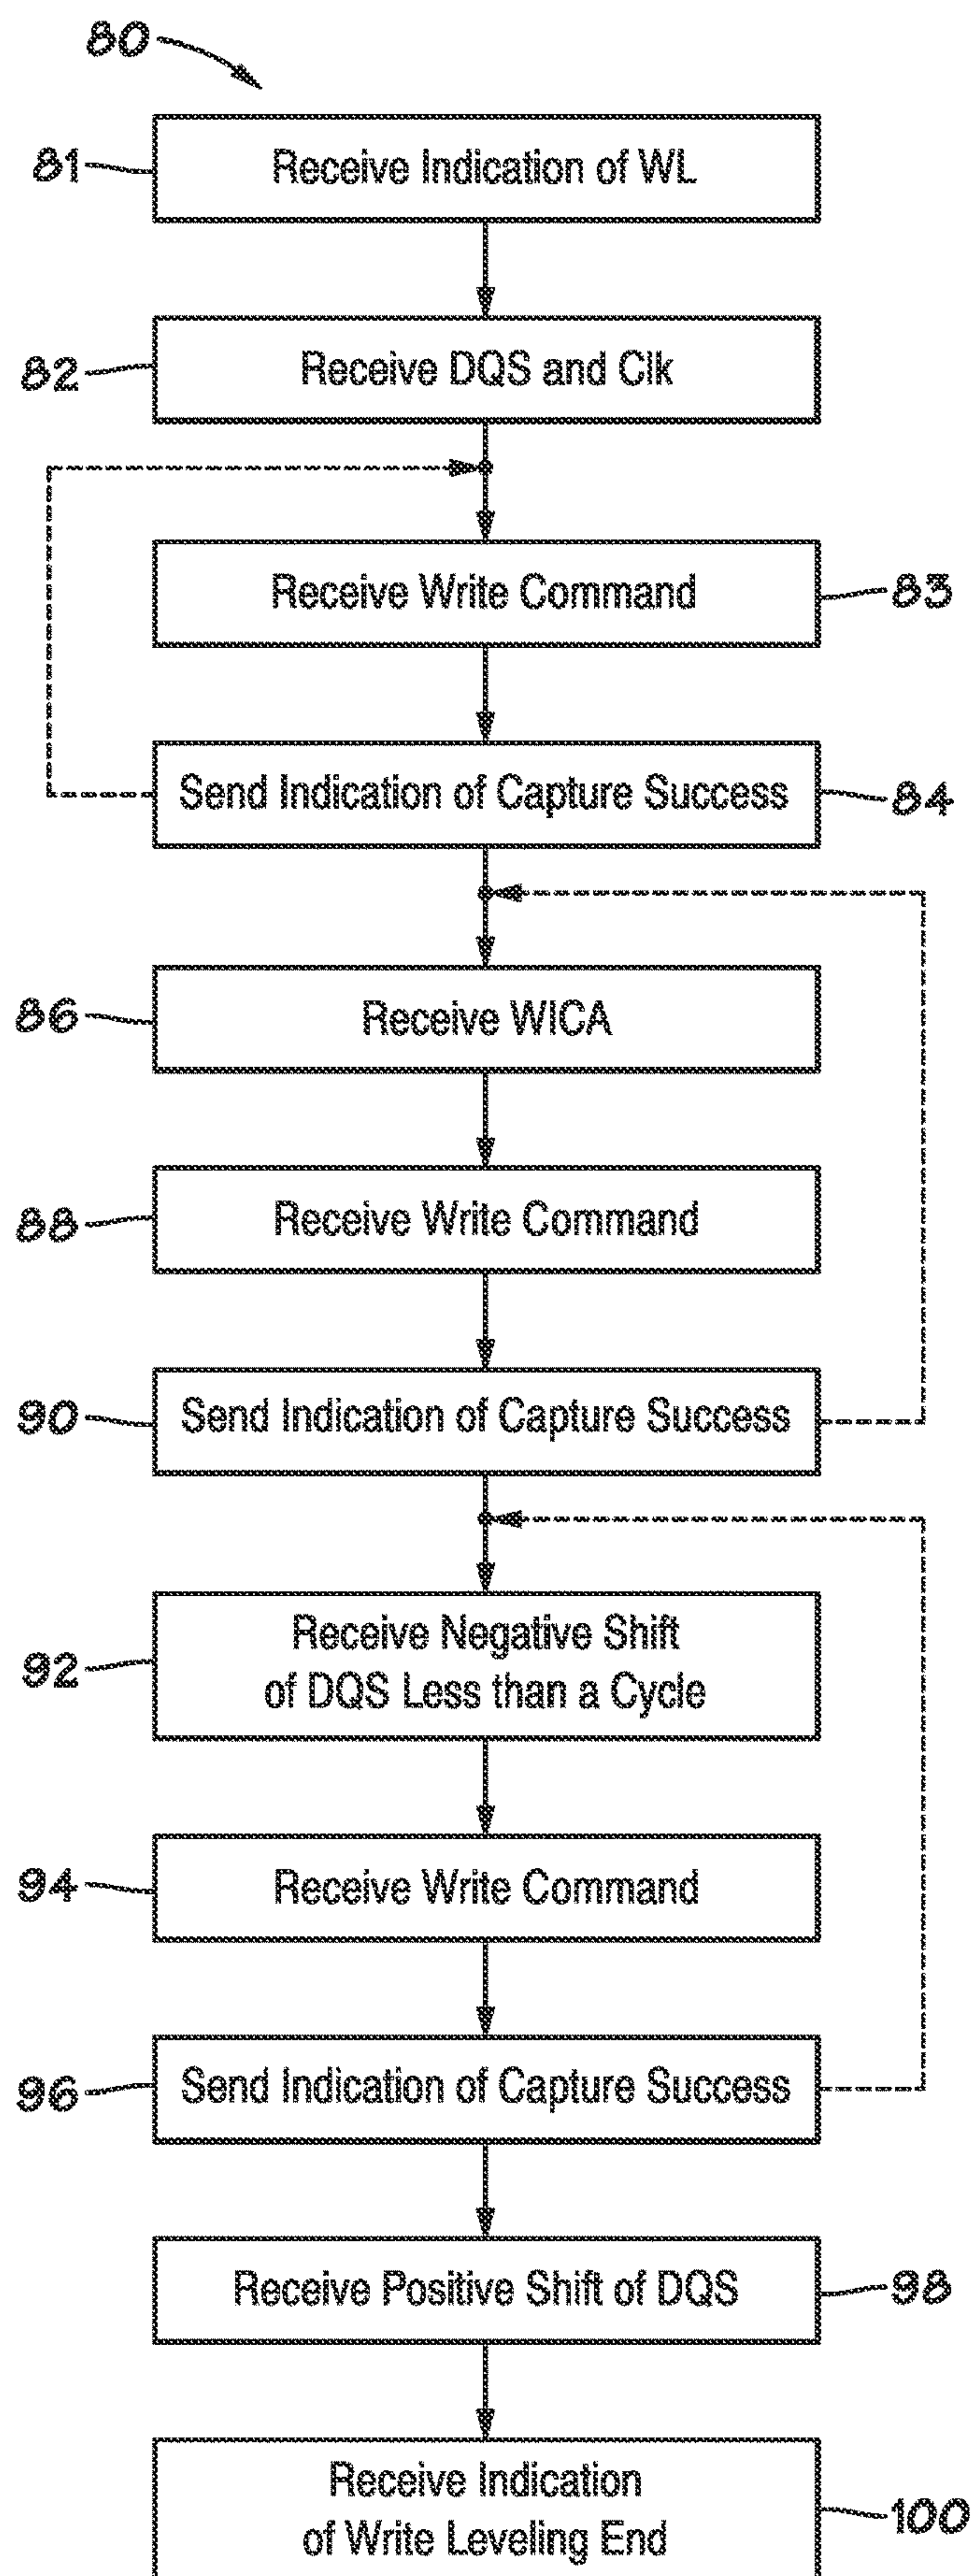 80
81
Receive Indication of WL
82
Receive DQS and Clk
Receive Write Command
83
Send Indication of Capture Success
84
86
Receive WICA
88
Receive Write Command
90
Send Indication of Capture Success
92
Receive Negative Shift
of DQS Less than a Cycle
94
Receive Write Command
96
Send Indication of Capture Success
Receive Positive Shift of DQS
98
Receive Indication
of Write Leveling End
100